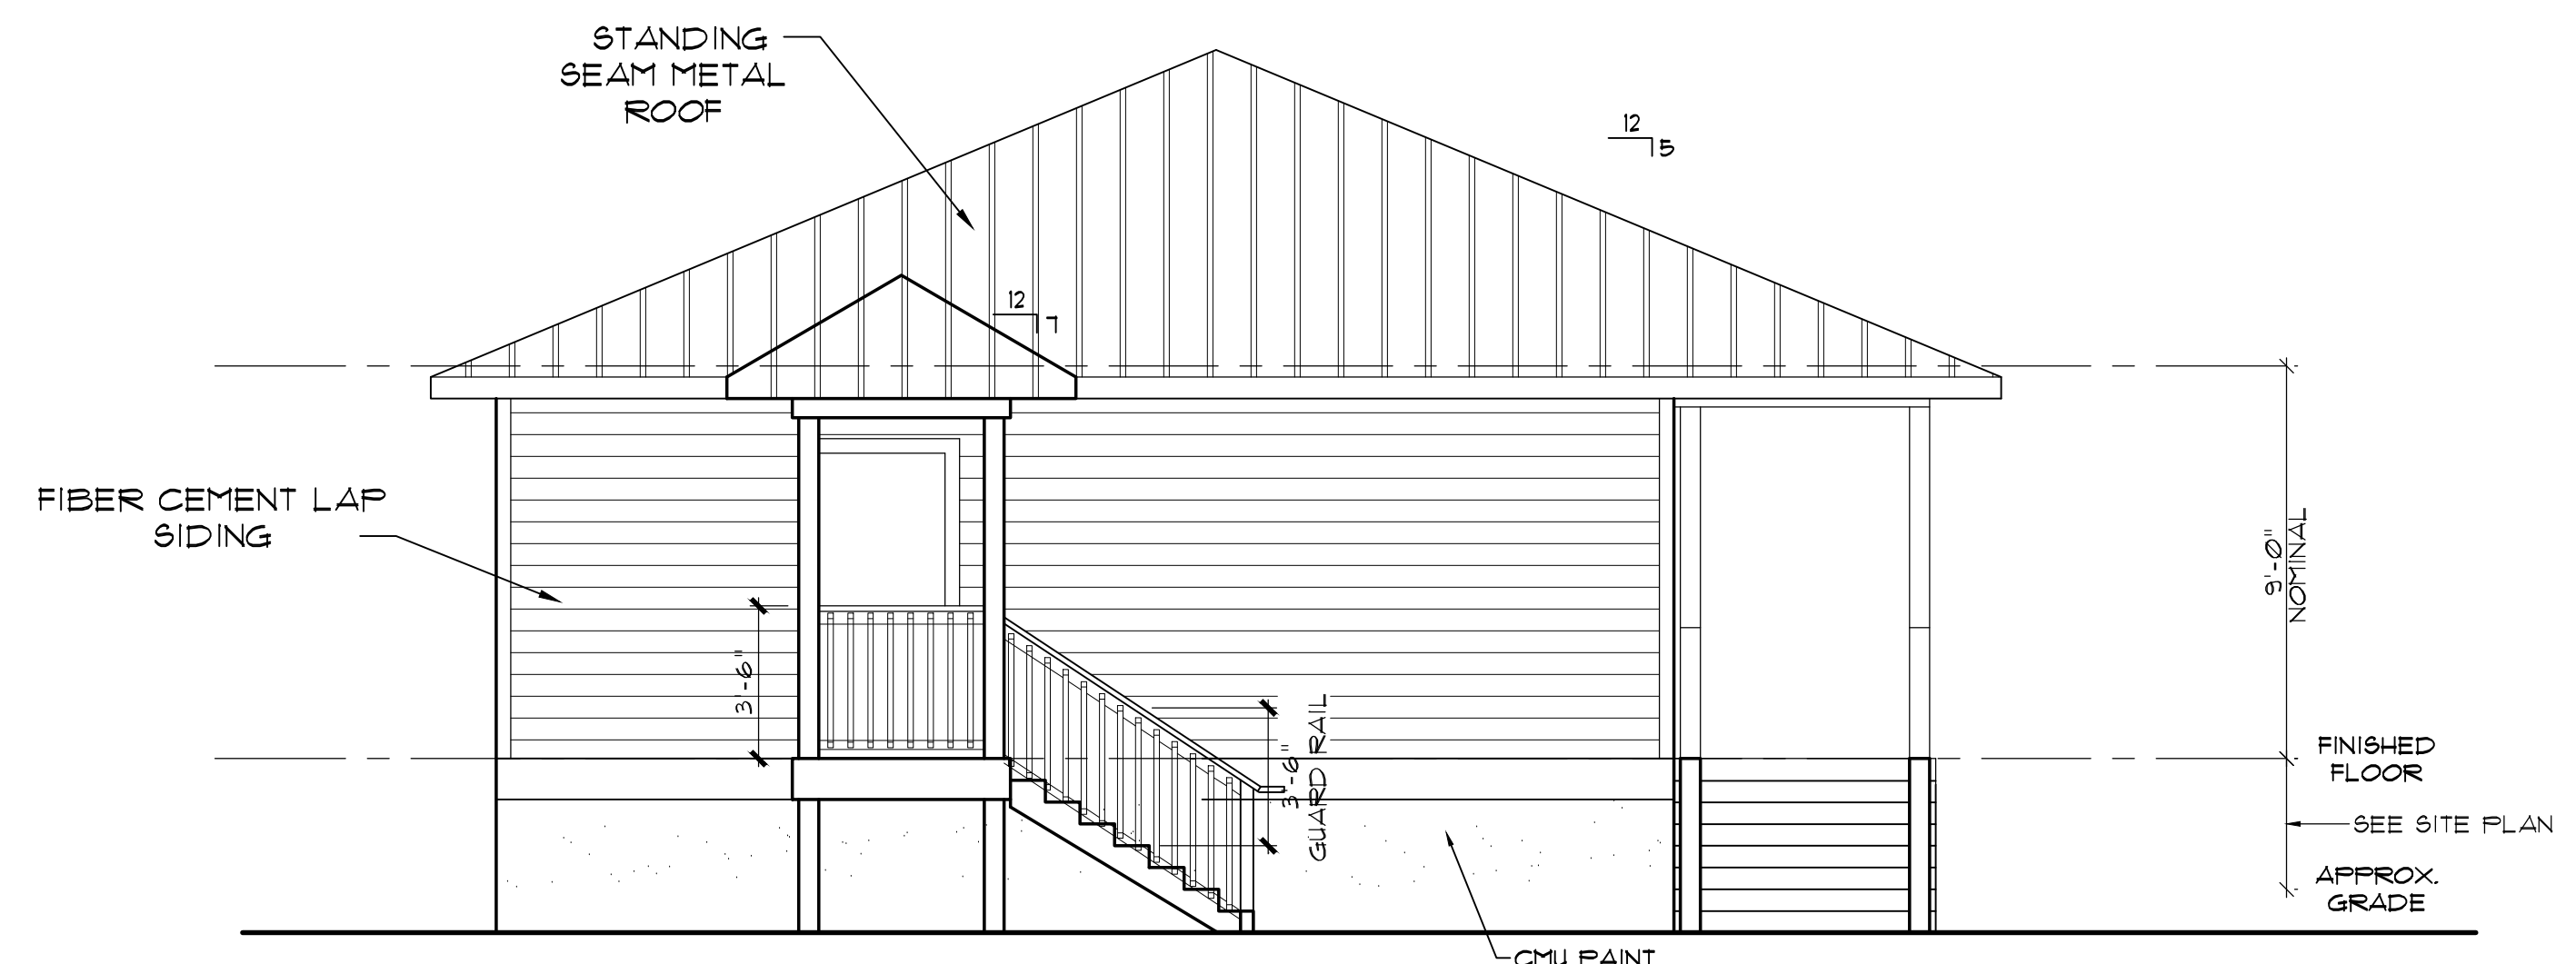 STANDING
SEAM METAL
ROOF
12
5
12
7
FIBER CEMENT LAP
SIDING
3'-6"
3'-6"
GUARD RAIL
9'-0"
NOMINAL
FINISHED
FLOOR
SEE SITE PLAN
APPROX.
GRADE
CMU PAINT